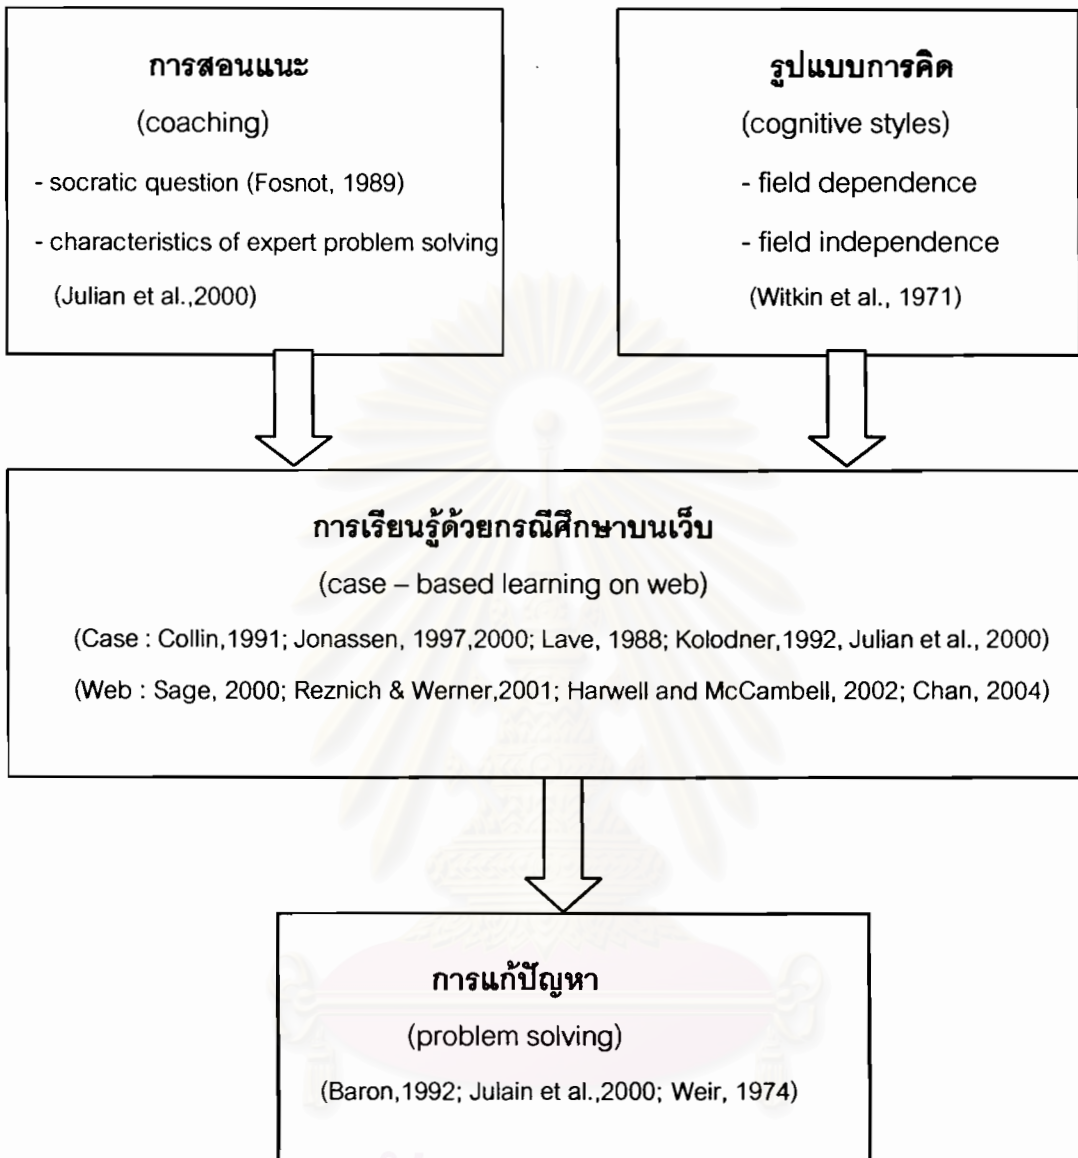 การสอนแนะ
(coaching)
- socratic question (Fosnot, 1989)
- characteristics of expert problem solving
(Julian et al.,2000)
รูปแบบการคิด
(cognitive styles)
- field dependence
- field independence
(Witkin et al., 1971)
การเรียนรู้ด้วยกรณีศึกษาบนเว็บ
(case – based learning on web)
(Case : Collin,1991; Jonassen, 1997,2000; Lave, 1988; Kolodner,1992, Julian et al., 2000)
(Web : Sage, 2000; Reznich & Werner,2001; Harwell and McCambell, 2002; Chan, 2004)
การแก้ปัญหา
(problem solving)
(Baron,1992; Julain et al.,2000; Weir, 1974)